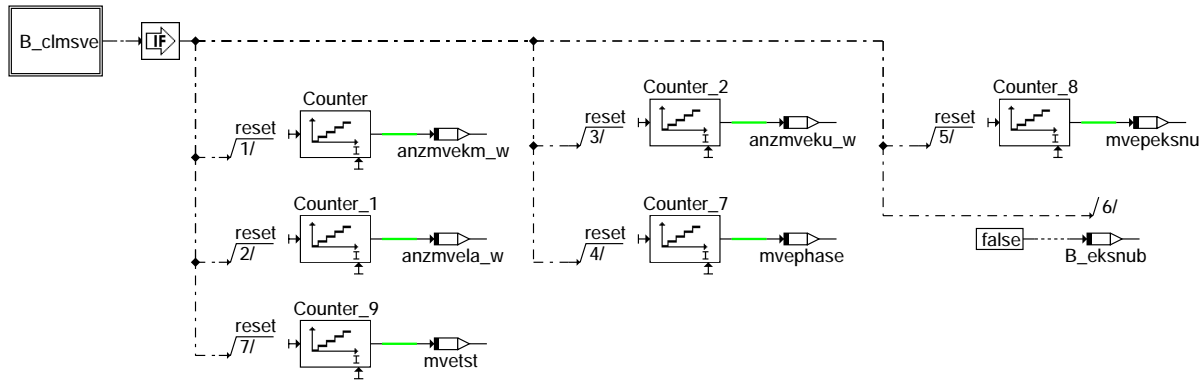 B_clmsve
IF
Counter
reset
1/
I
anzmvekm_w
Counter_2
reset
3/
I
anzmveku_w
Counter_8
reset
5/
I
mvepeksnu
Counter_1
reset
2/
I
anzmvela_w
Counter_7
reset
4/
I
mvephase
6/
false
B_eksnub
Counter_9
reset
7/
I
mvetst